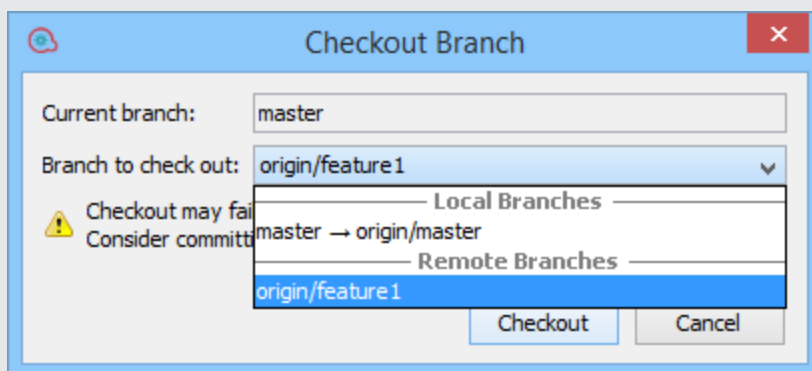 Checkout Branch
Current branch: master
Branch to check out: origin/feature1
Local Branches
Checkout may fai
master → origin/master
Consider committi
Remote Branches
origin/feature1
Checkout Cancel